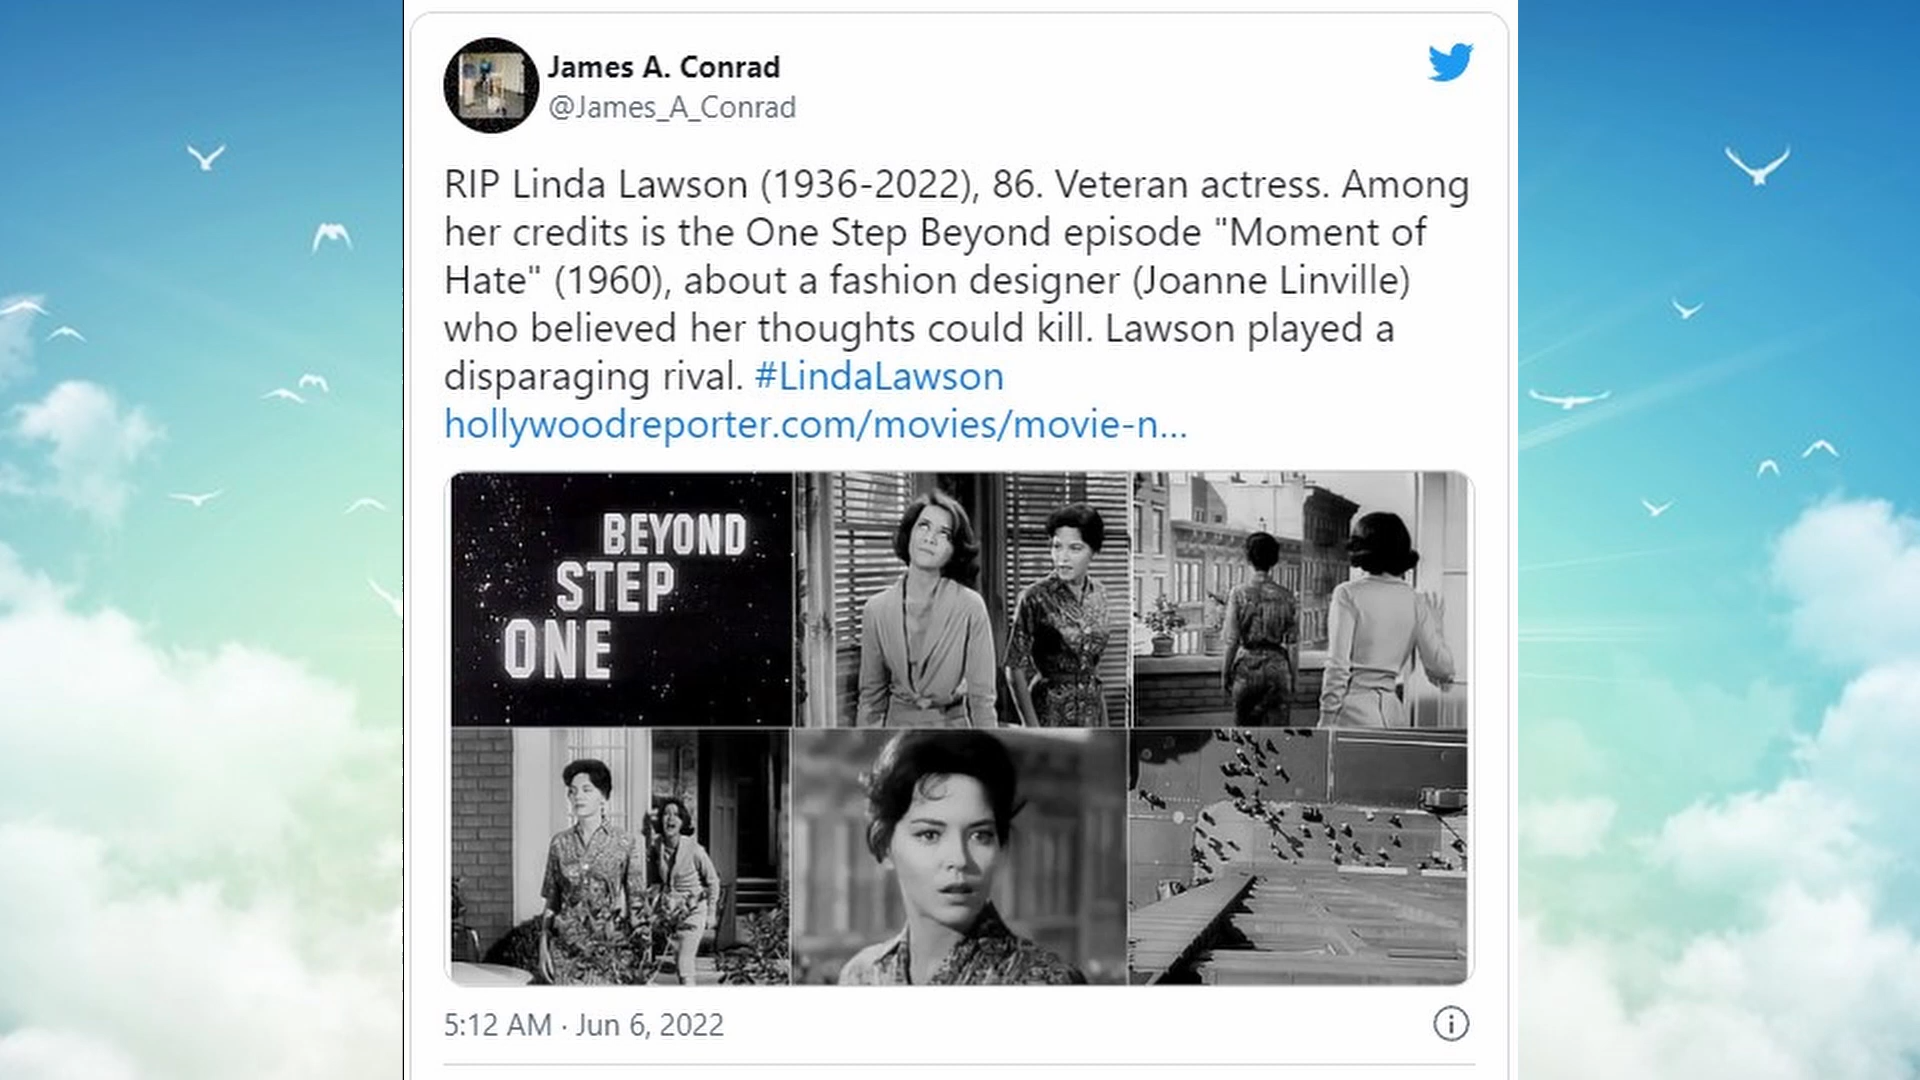 James A. Conrad
@James_A_Conrad
RIP Linda Lawson (1936-2022), 86. Veteran actress. Among
her credits is the One Step Beyond episode "Moment of
Hate" (1960), about a fashion designer (Joanne Linville)
who believed her thoughts could kill. Lawson played a
disparaging rival. #LindaLawson
hollywoodreporter.com/movies/movie-n...
BEYOND
STEP
ONE
5:12 AM · Jun 6, 2022